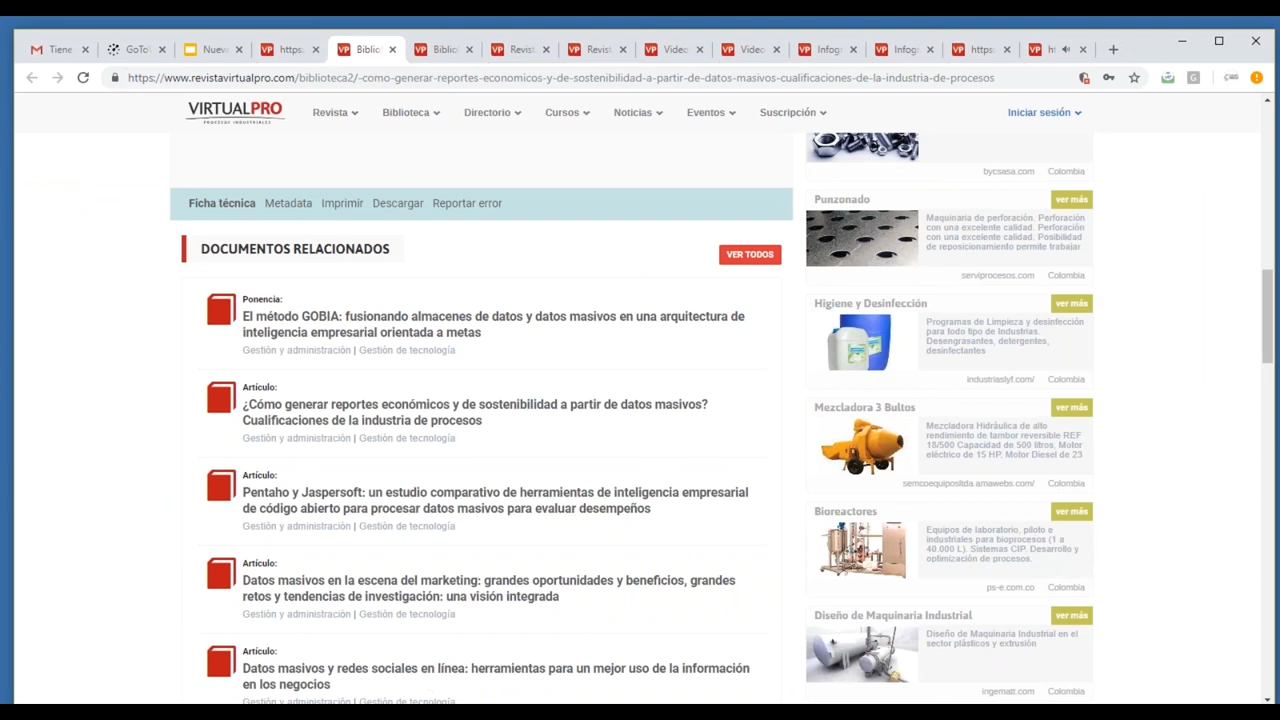 Tiene
GoTo
Nuev
https:
Biblio
Bibli
Revist
Revist
Video
Video
Infog
Infog
https:
ht
https://www.revistavirtualpro.com/biblioteca2/-como-generar-reportes-economicos-y-de-sostenibilidad-a-partir-de-datos-masivos-cualificaciones-de-la-industria-de-procesos
VIRTUALPRO
PROCESOS INDUSTRIALES
Revista
Biblioteca
Directorio
Cursos
Noticias
Eventos
Suscripción
Iniciar sesión
Ficha técnica Metadata Imprimir Descargar Reportar error
DOCUMENTOS RELACIONADOS
VER TODOS
Ponencia:
El método GOBIA: fusionando almacenes de datos y datos masivos en una arquitectura de
inteligencia empresarial orientada a metas
Gestión y administración | Gestión de tecnología
Artículo:
¿Cómo generar reportes económicos y de sostenibilidad a partir de datos masivos?
Cualificaciones de la industria de procesos
Gestión y administración | Gestión de tecnología
Artículo:
Pentaho y Jaspersoft: un estudio comparativo de herramientas de inteligencia empresarial
de código abierto para procesar datos masivos para evaluar desempeños
Gestión y administración | Gestión de tecnología
Artículo:
Datos masivos en la escena del marketing: grandes oportunidades y beneficios, grandes
retos y tendencias de investigación: una visión integrada
Gestión y administración | Gestión de tecnología
Artículo:
Datos masivos y redes sociales en línea: herramientas para un mejor uso de la información
en los negocios
Gestión y administración | Gestión de tecnología
bycsasa.com Colombia
Punzonado
ver más
Maquinaria de perforación. Perforación
con una excelente calidad. Perforación
con una excelente calidad. Posibilidad
de reposicionamiento permite trabajar
serviprocesos.com Colombia
Higiene y Desinfección
ver más
Programas de Limpieza y desinfección
para todo tipo de Industrias.
Desengrasantes, detergentes,
desinfectantes
industriaslyf.com/ Colombia
Mezcladora 3 Bultos
ver más
Mezcladora Hidráulica de alto
rendimiento de tambor reversible REF
18/500 Capacidad de 500 litros, Motor
eléctrico de 15 HP. Motor Diesel de 23
semcoequiposltda.amawebs.com/ Colombia
Bioreactores
ver más
Equipos de laboratorio, piloto e
industriales para bioprocesos (1 a
40.000 L). Sistemas CIP. Desarrollo y
optimización de procesos.
ps-e.com.co Colombia
Diseño de Maquinaria Industrial
ver más
Diseño de Maquinaria Industrial en el
sector plásticos y extrusión
ingematt.com Colombia